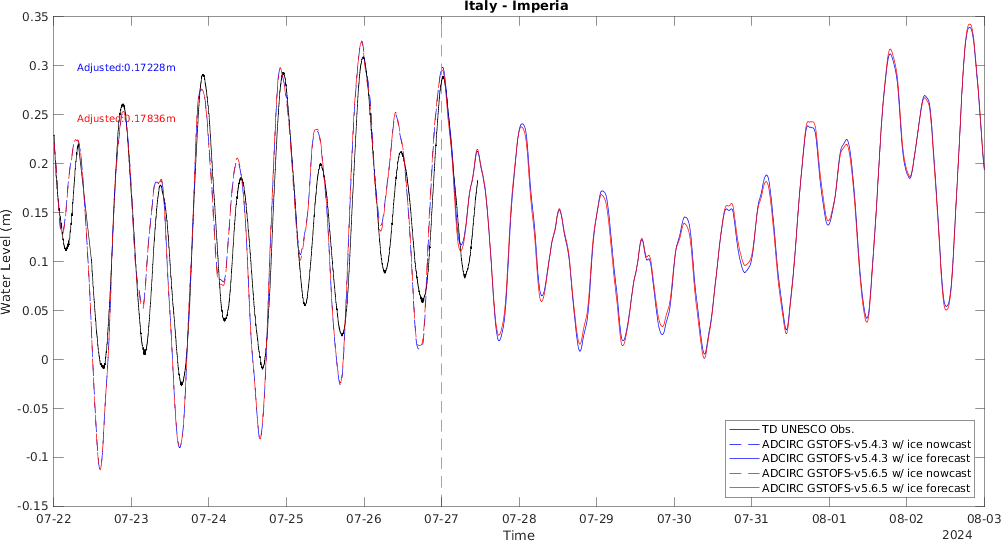 Italy - Imperia
0.35
0.3
0.25
0.2
0.15
0.1
0.05
0
-0.05
-0.1
-0.15
Water Level (m)
Adjusted:0.17228m
Adjusted:0.17836m
TD UNESCO Obs.
ADCIRC GSTOFS-v5.4.3 w/ ice nowcast
ADCIRC GSTOFS-v5.4.3 w/ ice forecast
ADCIRC GSTOFS-v5.6.5 w/ ice nowcast
ADCIRC GSTOFS-v5.6.5 w/ ice forecast
07-22 07-23 07-24 07-25 07-26 07-27 07-28 07-29 07-30 07-31 08-01 08-02 08-03
Time
2024